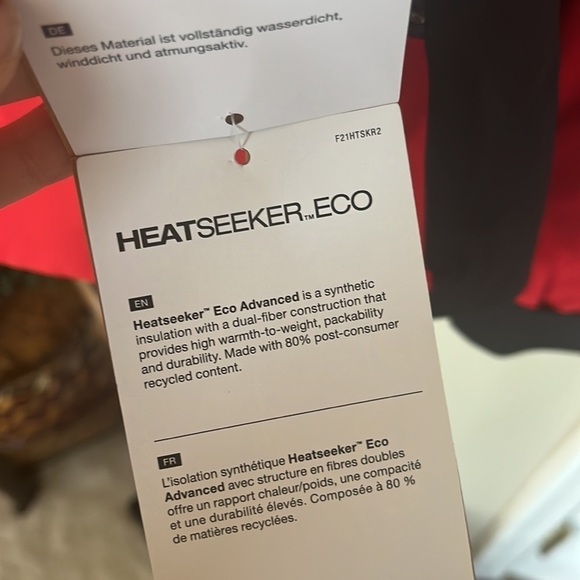 DE
Dieses Material ist vollständig wasserdicht,
winddicht und atmungsaktiv.
F21HTSKR2
HEATSEEKER™ ECO
EN
Heatseeker™ Eco Advanced is a synthetic
insulation with a dual-fiber construction that
provides high warmth-to-weight, packability
and durability. Made with 80% post-consumer
recycled content.
FR
L'isolation synthétique Heatseeker™ Eco
Advanced avec structure en fibres doubles
offre un rapport chaleur/poids, une compacité
et une durabilité élevés. Composée à 80 %
de matières recyclées.